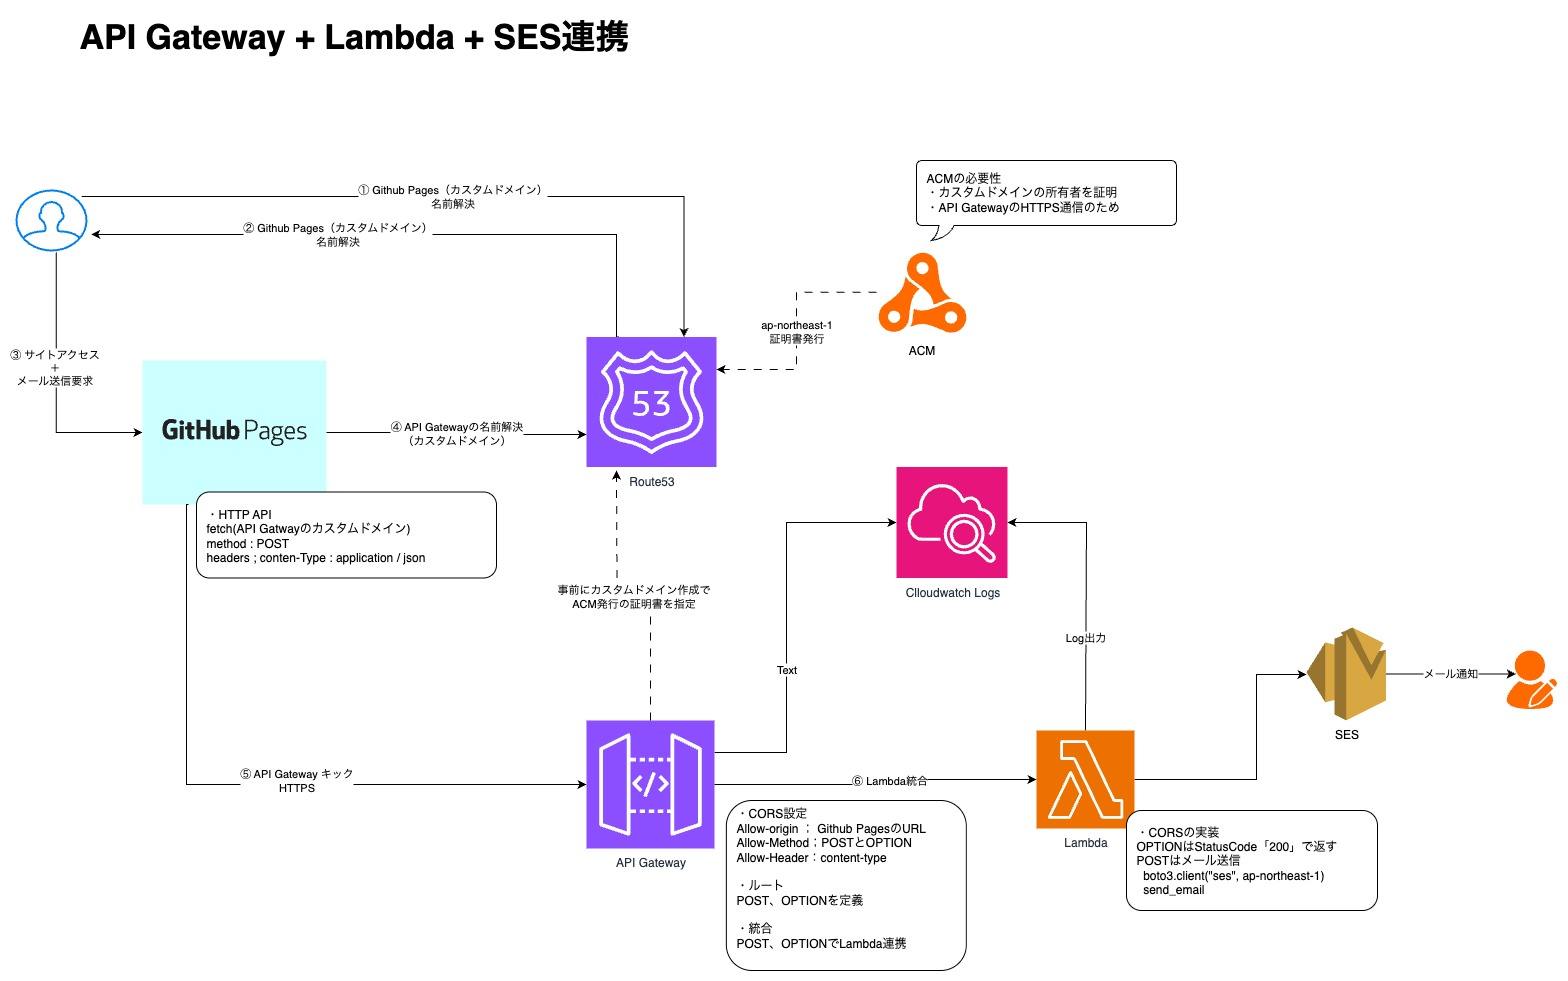 API Gateway + Lambda + SES連携
① Github Pages（カスタムドメイン）
名前解決
② Github Pages（カスタムドメイン）
名前解決
ACMの必要性
・カスタムドメインの所有者を証明
・API GatewayのHTTPS通信のため
ap-northeast-1
証明書発行
ACM
③ サイトアクセス
+
メール送信要求
GitHub Pages
④ API Gatewayの名前解決
（カスタムドメイン）
53
Route53
・HTTP API
fetch(API Gatwayのカスタムドメイン)
method : POST
headers ; conten-Type : application / json
事前にカスタムドメイン作成で
ACM発行の証明書を指定
Clloudwatch Logs
Text
Log出力
メール通知
SES
⑤ API Gateway キック
HTTPS
</>
API Gateway
⑥ Lambda統合
Lambda
・CORS設定
Allow-origin ； Github PagesのURL
Allow-Method；POSTとOPTION
Allow-Header：content-type
・ルート
POST、OPTIONを定義
・統合
POST、OPTIONでLambda連携
・CORSの実装
OPTIONはStatusCode「200」で返す
POSTはメール送信
boto3.client("ses", ap-northeast-1)
send_email